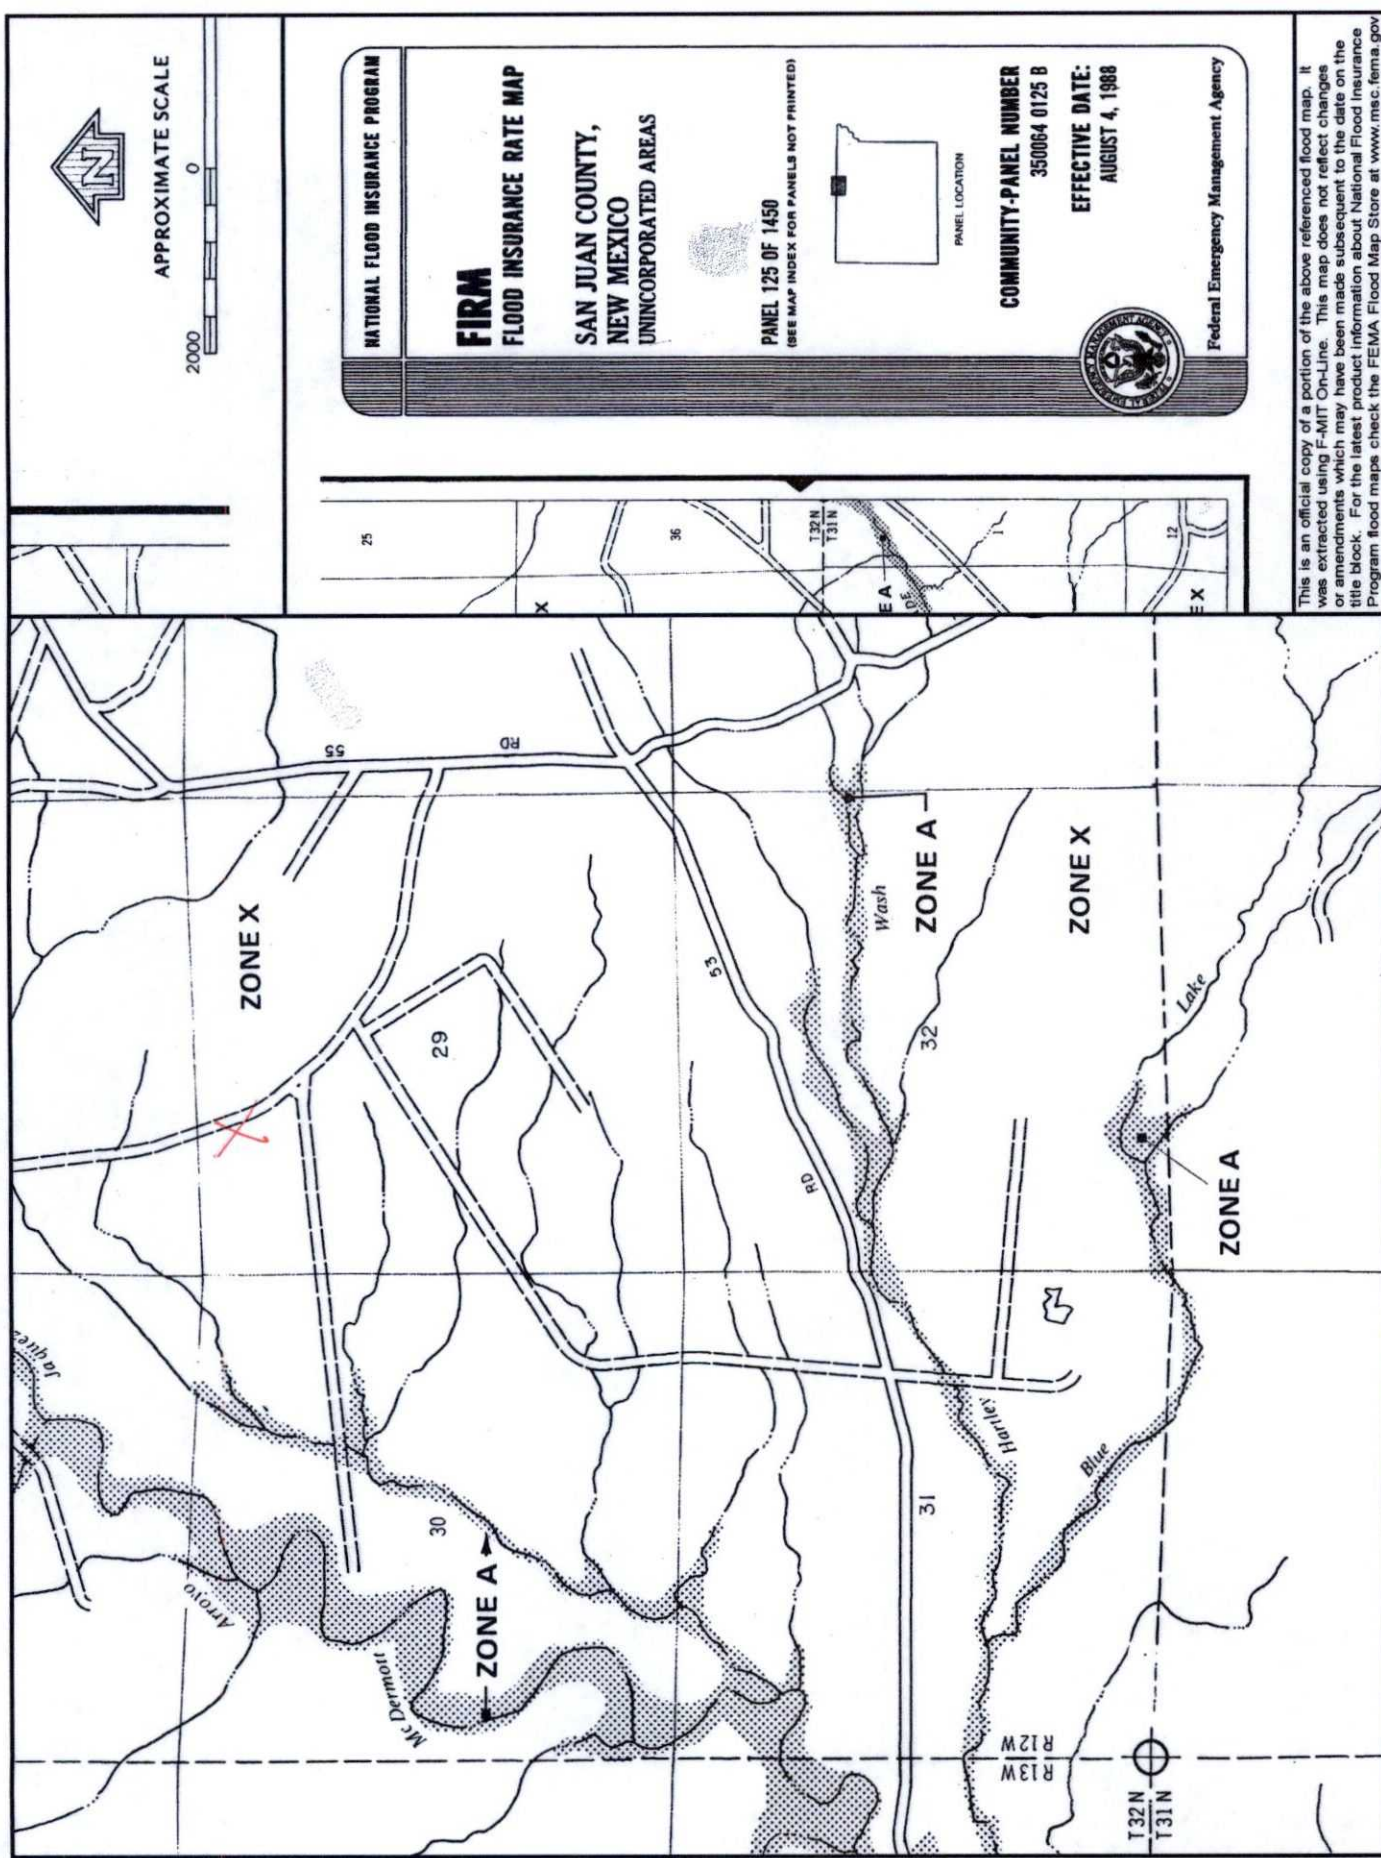 N
APPROXIMATE SCALE
2000 0
NATIONAL FLOOD INSURANCE PROGRAM
FIRM
FLOOD INSURANCE RATE MAP
SAN JUAN COUNTY,
NEW MEXICO
UNINCORPORATED AREAS
PANEL 125 OF 1450
(SEE MAP INDEX FOR PANELS NOT PRINTED)
PANEL LOCATION
COMMUNITY-PANEL NUMBER
350064 0125 B
EFFECTIVE DATE:
AUGUST 4, 1988
FEDERAL EMERGENCY MANAGEMENT AGENCY
Federal Emergency Management Agency
This is an official copy of a portion of the above referenced flood map. It
was extracted using F-MIT On-Line. This map does not reflect changes
or amendments which may have been made subsequent to the date on the
title block. For the latest product information about National Flood Insurance
Program flood maps check the FEMA Flood Map Store at www.msc.fema.gov
25
X
36
T32N
T31N
E A
DE
1
12
E X
55
RD
ZONE X
29
53
RD
Wash
ZONE A
32
ZONE X
Lake
ZONE A
Jaques
Arroyo
30
ZONE A
McDermott
31
Hartley
Blue
R13W R12W
T32N
T31N
X